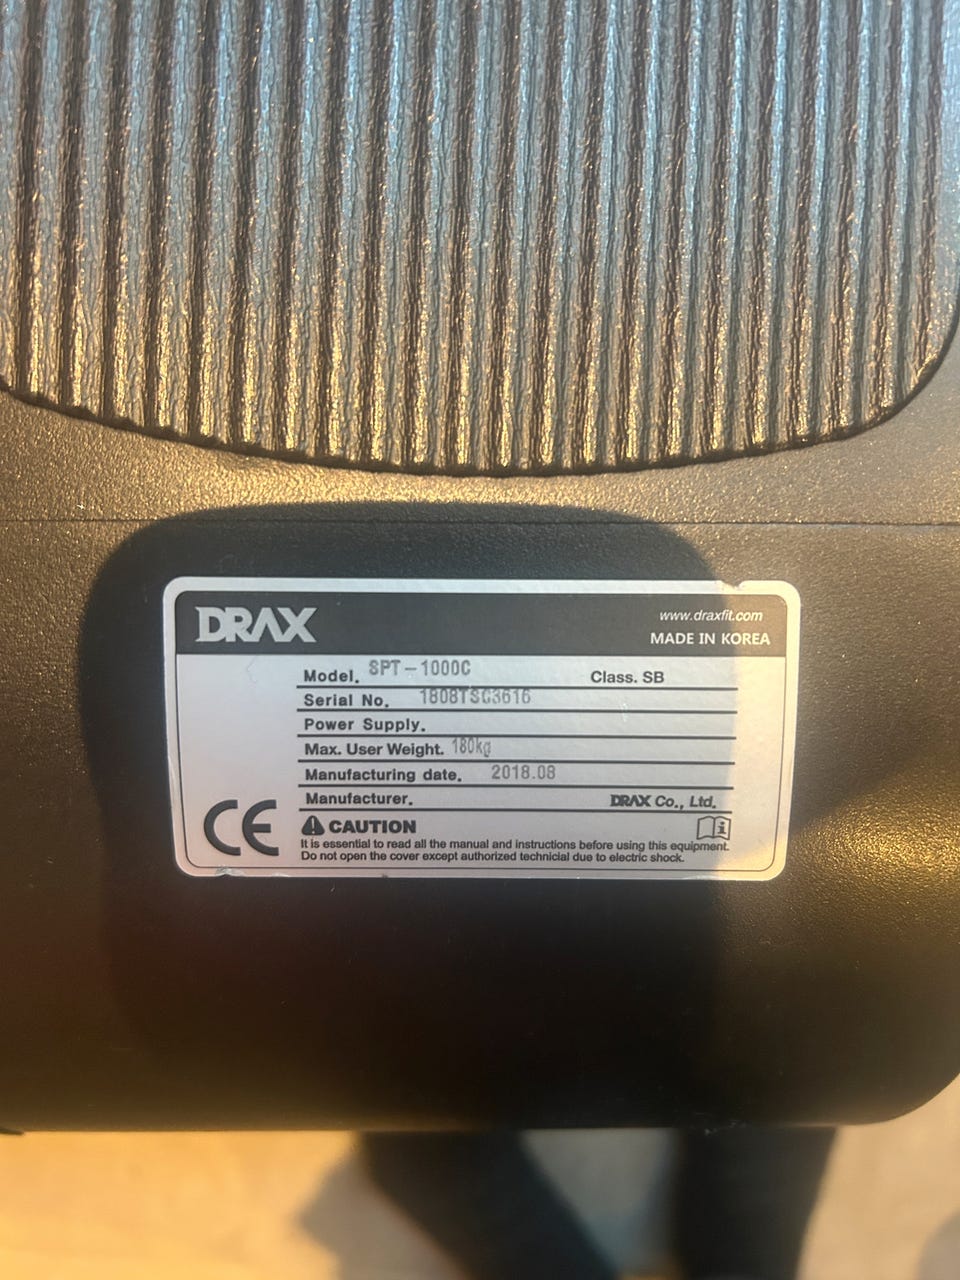 DRAX
www.draxfit.com
MADE IN KOREA
Model. SPT-1000C Class. SB
Serial No. 1808TSC3616
Power Supply.
Max. User Weight. 180kg
Manufacturing date. 2018.08
Manufacturer. DRAX Co., Ltd.
CE
CAUTION
It is essential to read all the manual and instructions before using this equipment.
Do not open the cover except authorized technicial due to electric shock.